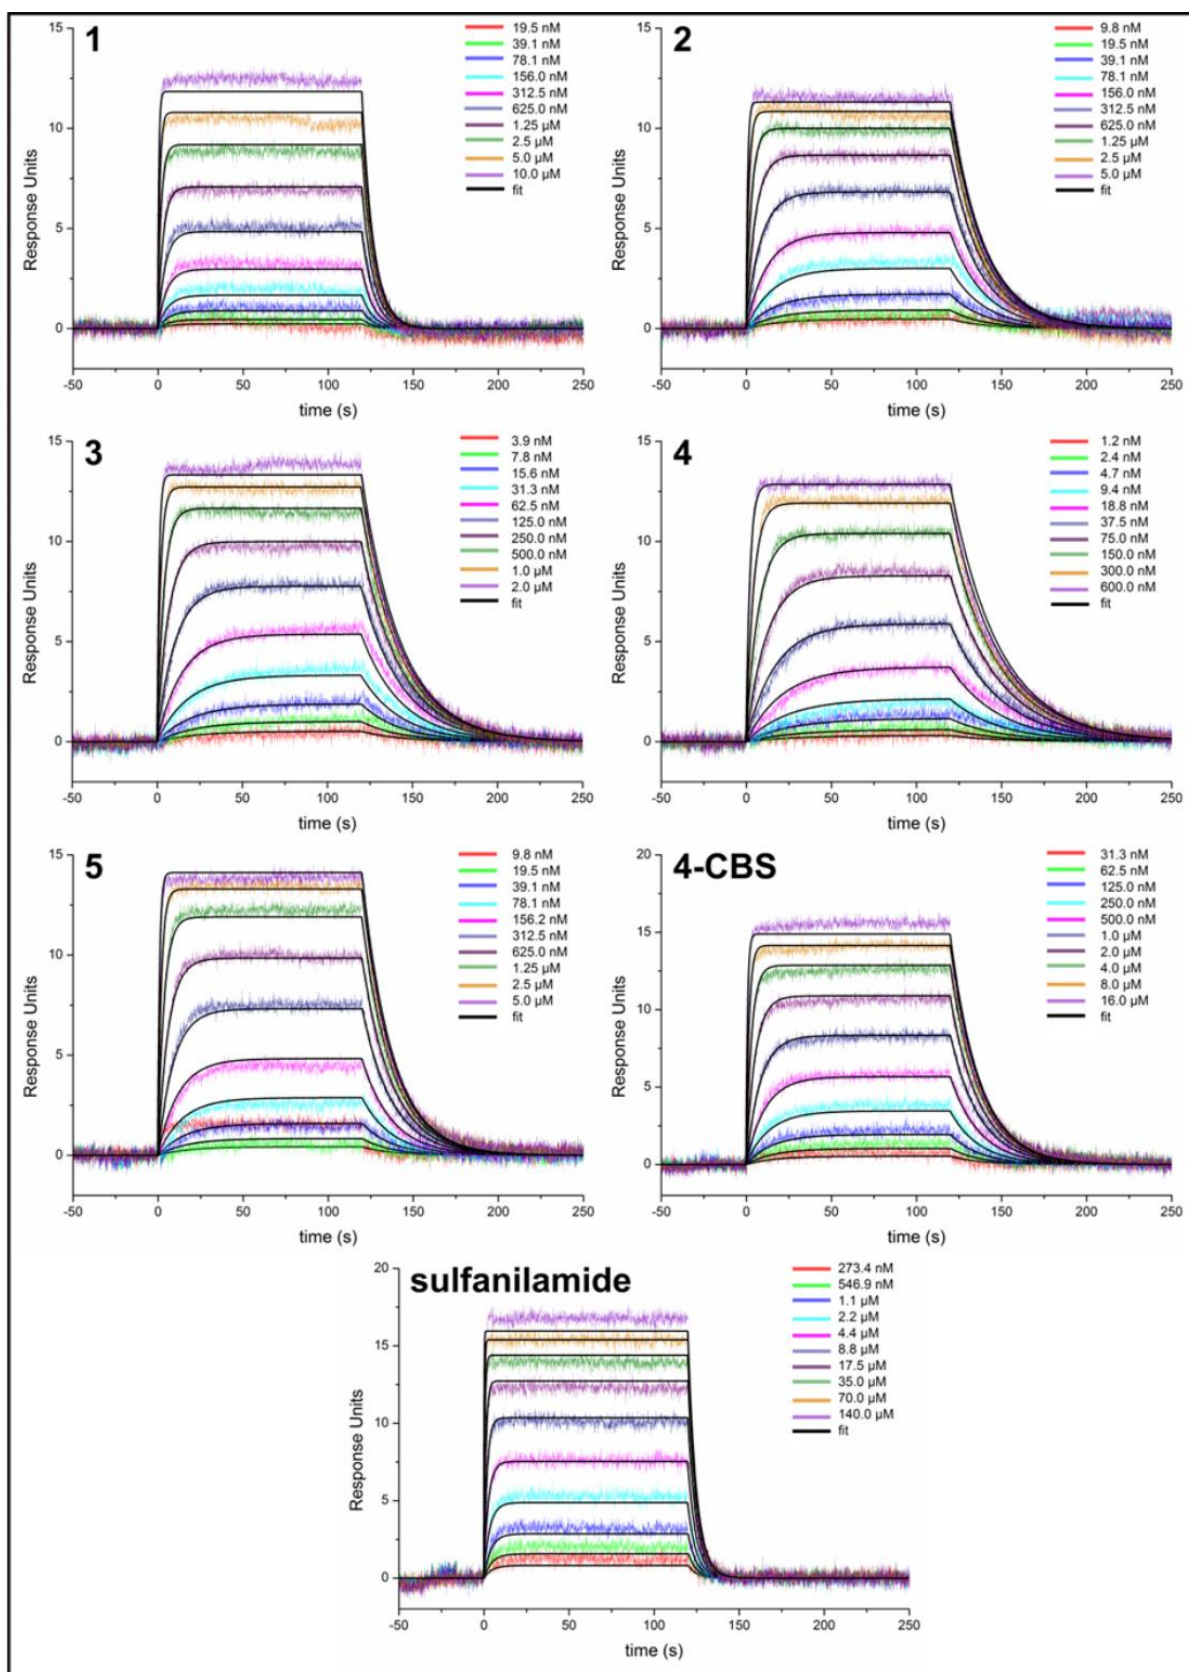 1
Response Units
15
10
5
0
19.5 nM
39.1 nM
78.1 nM
156.0 nM
312.5 nM
625.0 nM
1.25 µM
2.5 µM
5.0 µM
10.0 µM
fit
-50 0 50 100 150 200 250
time (s)
2
Response Units
15
10
5
0
9.8 nM
19.5 nM
39.1 nM
78.1 nM
156.0 nM
312.5 nM
625.0 nM
1.25 µM
2.5 µM
5.0 µM
fit
-50 0 50 100 150 200 250
time (s)
3
Response Units
15
10
5
0
3.9 nM
7.8 nM
15.6 nM
31.3 nM
62.5 nM
125.0 nM
250.0 nM
500.0 nM
1.0 µM
2.0 µM
fit
-50 0 50 100 150 200 250
time (s)
4
Response Units
15
10
5
0
1.2 nM
2.4 nM
4.7 nM
9.4 nM
18.8 nM
37.5 nM
75.0 nM
150.0 nM
300.0 nM
600.0 nM
fit
-50 0 50 100 150 200 250
time (s)
5
Response Units
15
10
5
0
9.8 nM
19.5 nM
39.1 nM
78.1 nM
156.2 nM
312.5 nM
625.0 nM
1.25 µM
2.5 µM
5.0 µM
fit
-50 0 50 100 150 200 250
time (s)
4-CBS
Response Units
20
15
10
5
0
31.3 nM
62.5 nM
125.0 nM
250.0 nM
500.0 nM
1.0 µM
2.0 µM
4.0 µM
8.0 µM
16.0 µM
fit
-50 0 50 100 150 200 250
time (s)
sulfanilamide
Response Units
20
15
10
5
0
273.4 nM
546.9 nM
1.1 µM
2.2 µM
4.4 µM
8.8 µM
17.5 µM
35.0 µM
70.0 µM
140.0 µM
fit
-50 0 50 100 150 200 250
time (s)